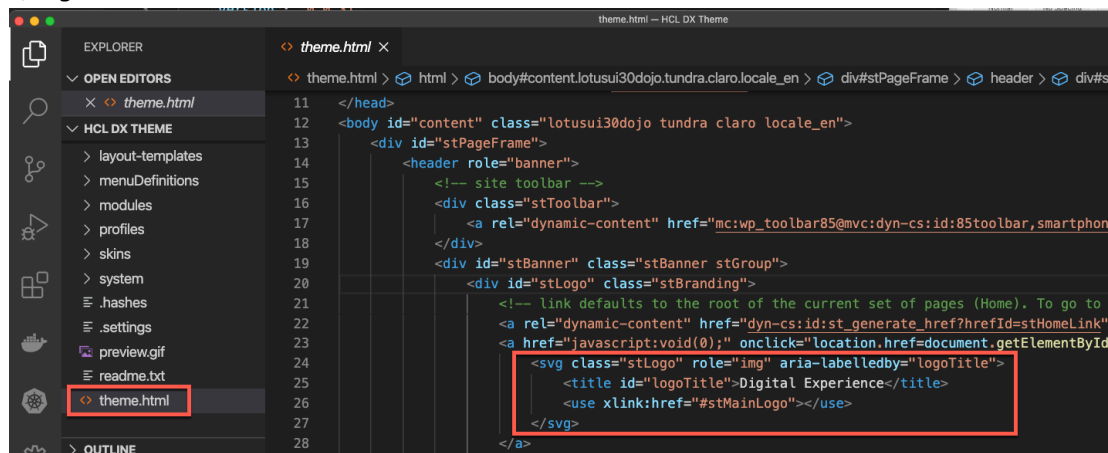 theme.html — HCL DX Theme
EXPLORER
OPEN EDITORS
theme.html
HCL DX THEME
layout-templates
menuDefinitions
modules
profiles
skins
system
.hashes
.settings
preview.gif
readme.txt
theme.html
OUTLINE
theme.html
theme.html > html > body#content.lotusui30dojo.tundra.claro.locale_en > div#stPageFrame > header > div#s
11 </head>
12 <body id="content" class="lotusui30dojo tundra claro locale_en">
13 <div id="stPageFrame">
14 <header role="banner">
15 <!-- site toolbar -->
16 <div class="stToolbar">
17 <a rel="dynamic-content" href="mc:wp_toolbar85@mvc:dyn-cs:id:85toolbar,smartphon
18 </div>
19 <div id="stBanner" class="stBanner stGroup">
20 <div id="stLogo" class="stBranding">
21 <!-- link defaults to the root of the current set of pages (Home). To go to
22 <a rel="dynamic-content" href="dyn-cs:id:st_generate_href?hrefId=stHomeLink"
23 <a href="javascript:void(0);" onclick="location.href=document.getElementById
24 <svg class="stLogo" role="img" aria-labelledby="logoTitle">
25 <title id="logoTitle">Digital Experience</title>
26 <use xlink:href="#stMainLogo"></use>
27 </svg>
28 </a>